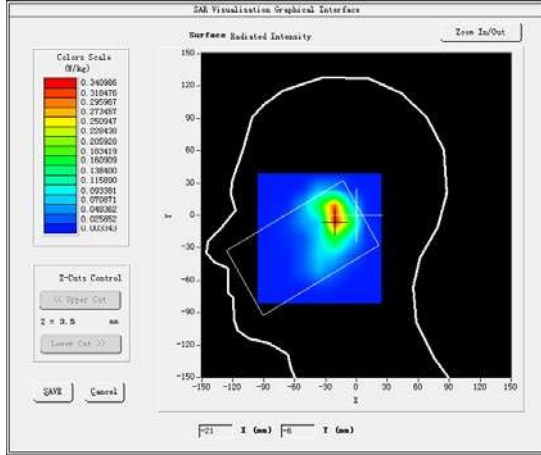 SAR Visualisation Graphical Interface
Surface Radiated Intensity
Zoom In/Out
Colors Scale
(W/kg)
0.340986
0.318476
0.295967
0.273457
0.250947
0.228438
0.205928
0.183419
0.160909
0.138400
0.115890
0.093381
0.070871
0.048362
0.025852
0.003343
150
120
90
60
30
0
-30
-60
-90
-120
-150
Y
-150 -120 -90 -60 -30 0 30 60 90 120 150
X
Z-Cuts Control
<< Upper Cut
Z = 3.5 mm
Lower Cut >>
SAVE Cancel
-21 X (mm) -6 Y (mm)